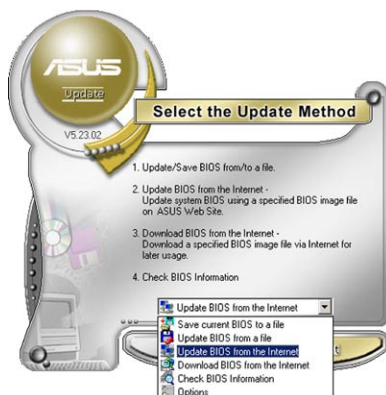 ASUS
Update
V5.23.02
Select the Update Method
1. Update/Save BIOS from/to a file.
2. Update BIOS from the Internet -
Update system BIOS using a specified BIOS image file
on ASUS Web Site.
3. Download BIOS from the Internet -
Download a specified BIOS image file via Internet for
later usage.
4. Check BIOS Information
Update BIOS from the Internet
Save current BIOS to a file
Update BIOS from a file
Update BIOS from the Internet
Download BIOS from the Internet
Check BIOS Information
Options